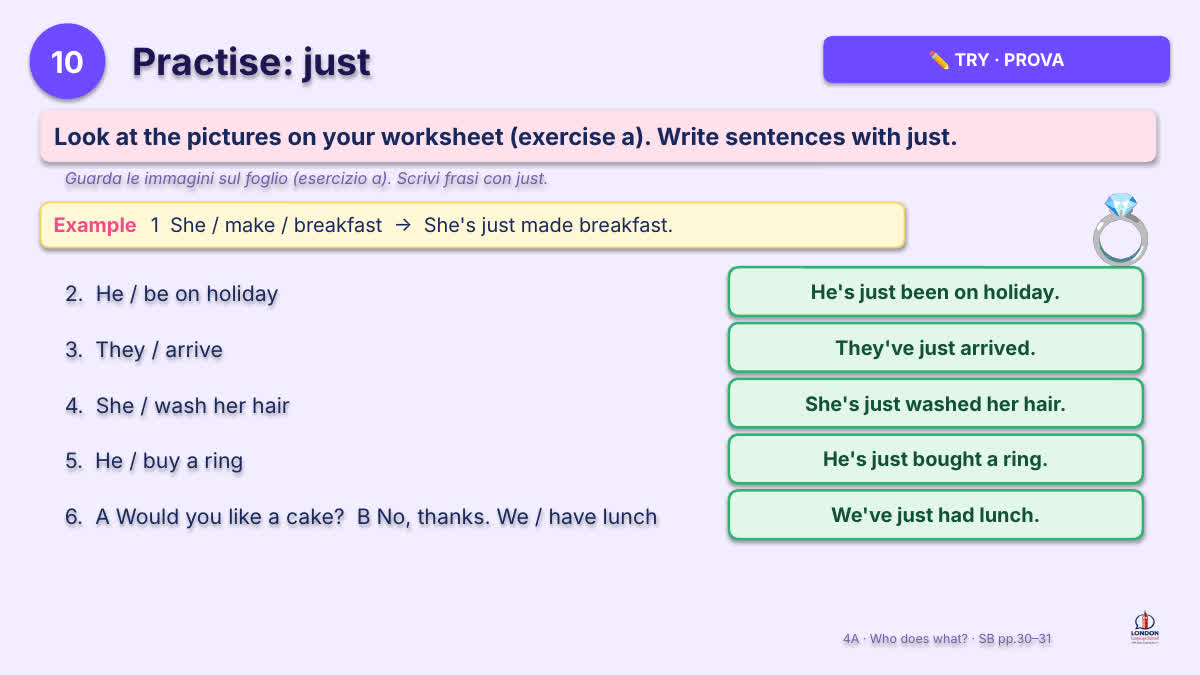 10
Practise: just
✏️ TRY · PROVA
Look at the pictures on your worksheet (exercise a). Write sentences with just.
Guarda le immagini sul foglio (esercizio a). Scrivi frasi con just.
Example 1 She / make / breakfast → She's just made breakfast.
2. He / be on holiday
He's just been on holiday.
3. They / arrive
They've just arrived.
4. She / wash her hair
She's just washed her hair.
5. He / buy a ring
He's just bought a ring.
6. A Would you like a cake? B No, thanks. We / have lunch
We've just had lunch.
4A · Who does what? · SB pp.30–31
LONDON